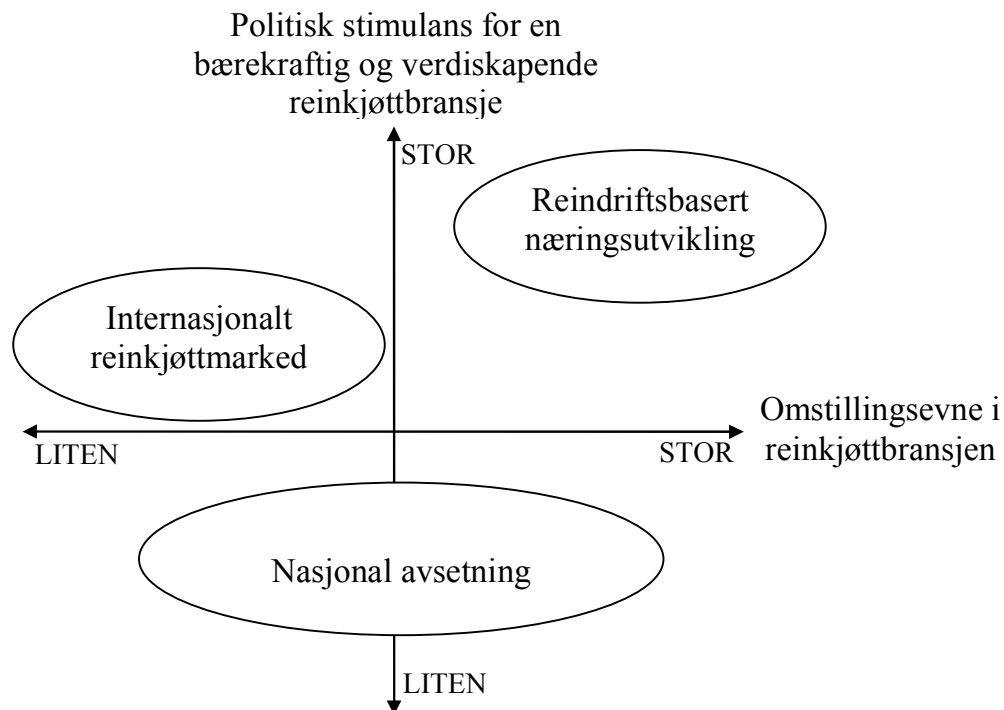 Politisk stimulans for en
bærekraftig og verdiskapende
reinkjøttbransje
STOR
Reindriftsbasert
næringsutvikling
Internasjonalt
reinkjøttmarked
Omstillingsevne i
reinkjøttbransjen
LITEN
STOR
Nasjonal avsetning
LITEN